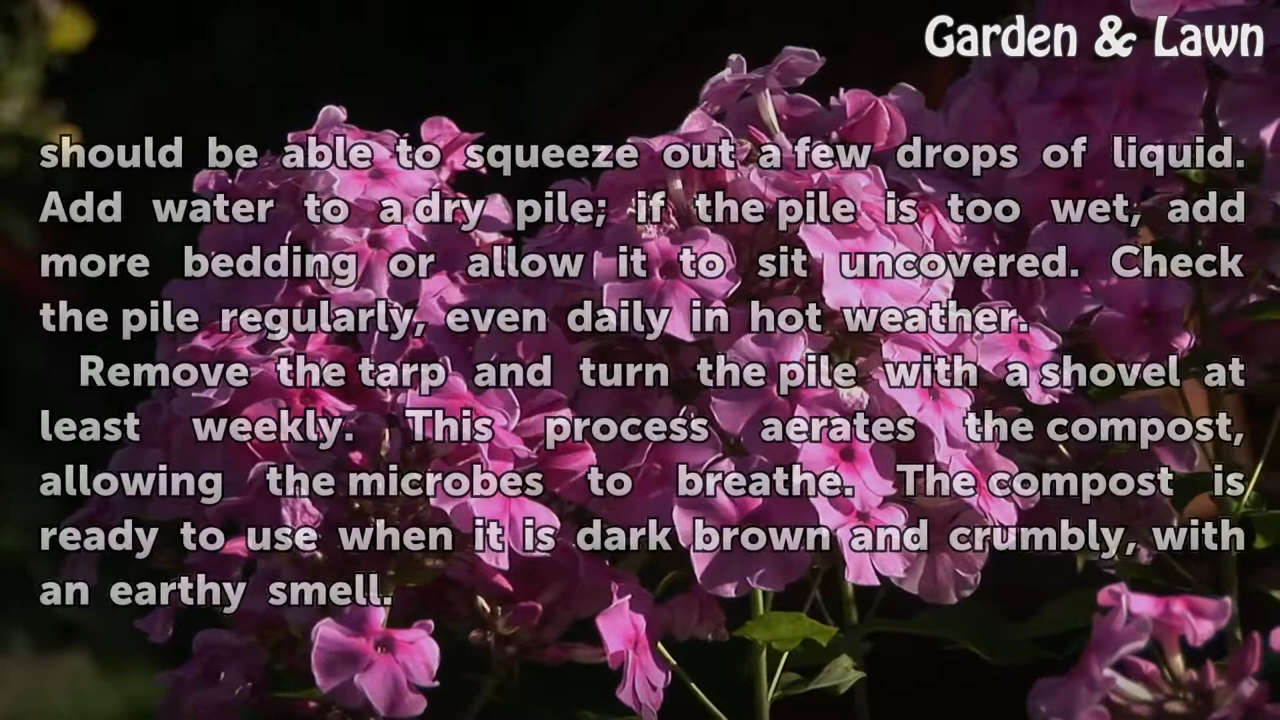 Garden & Lawn
should be able to squeeze out a few drops of liquid.
Add water to a dry pile; if the pile is too wet, add
more bedding or allow it to sit uncovered. Check
the pile regularly, even daily in hot weather.
Remove the tarp and turn the pile with a shovel at
least weekly. This process aerates the compost,
allowing the microbes to breathe. The compost is
ready to use when it is dark brown and crumbly, with
an earthy smell.